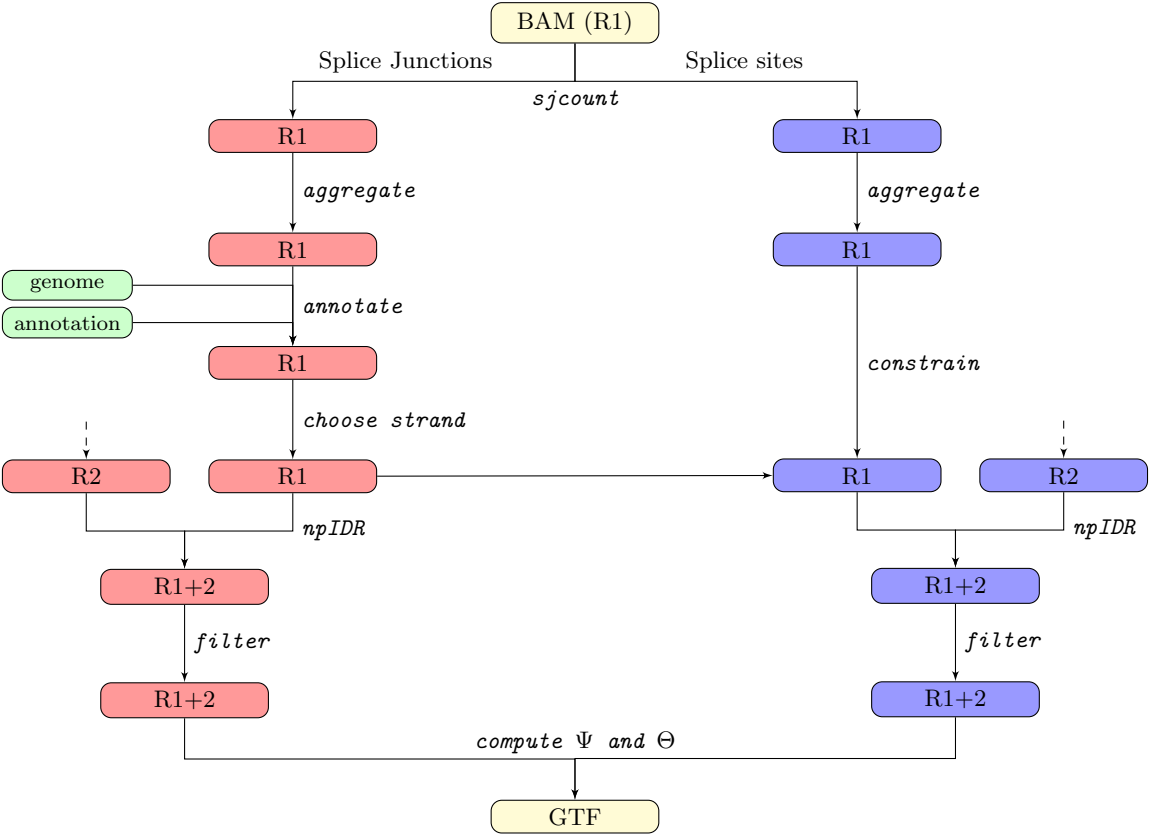 BAM (R1)
Splice Junctions
Splice sites
sjcount
R1
R1
aggregate
aggregate
R1
R1
genome
annotate
annotation
R1
constrain
choose strand
R2
R1
R1
R2
npIDR
npIDR
R1+2
R1+2
filter
filter
R1+2
R1+2
compute Ψ and Θ
GTF